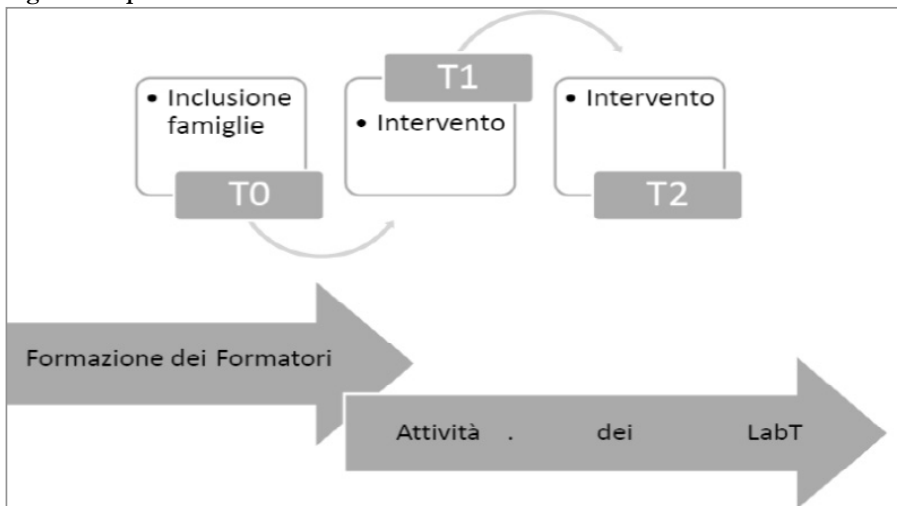 • Inclusione
famiglie
T0
T1
• Intervento
• Intervento
T2
Formazione dei Formatori
Attività . dei LabT